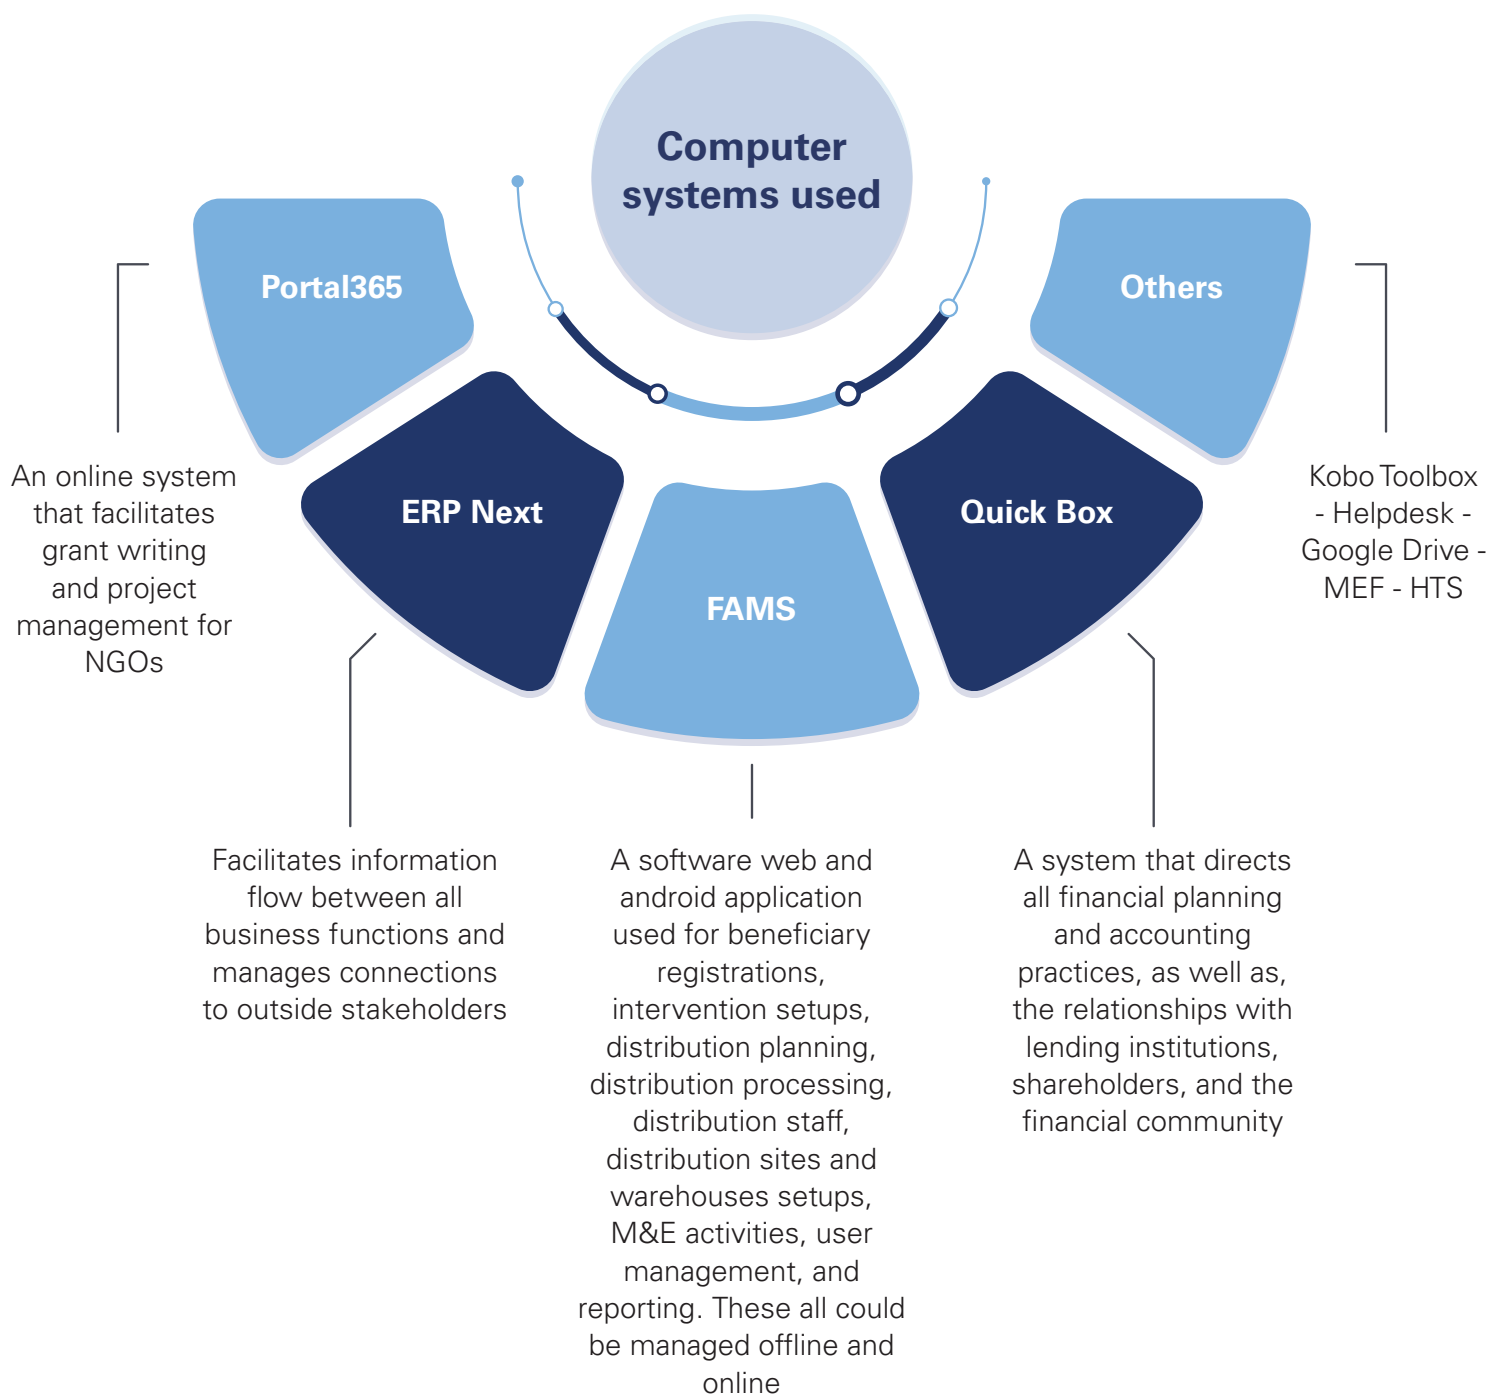 Computer
systems used
Portal365
An online system
that facilitates
grant writing
and project
management for
NGOs
ERP Next
Facilitates information
flow between all
business functions and
manages connections
to outside stakeholders
FAMS
A software web and
android application
used for beneficiary
registrations,
intervention setups,
distribution planning,
distribution processing,
distribution staff,
distribution sites and
warehouses setups,
M&E activities, user
management, and
reporting. These all could
be managed offline and
online
Quick Box
A system that directs
all financial planning
and accounting
practices, as well as,
the relationships with
lending institutions,
shareholders, and the
financial community
Others
Kobo Toolbox
- Helpdesk -
Google Drive -
MEF - HTS